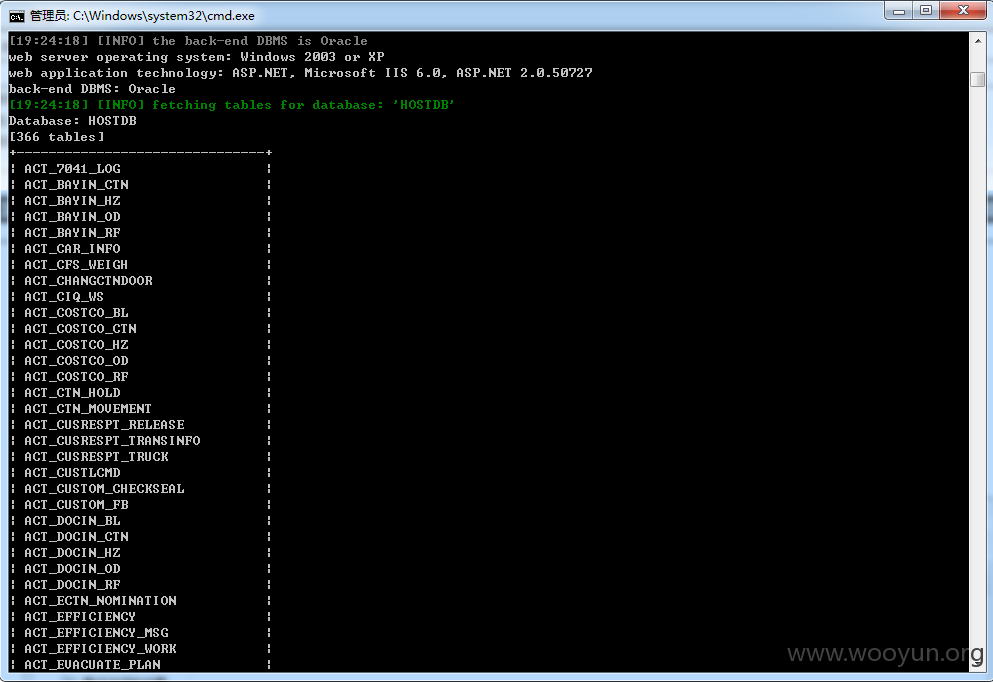 管理员: C:\Windows\system32\cmd.exe
[19:24:18] [INFO] the back-end DBMS is Oracle
web server operating system: Windows 2003 or XP
web application technology: ASP.NET, Microsoft IIS 6.0, ASP.NET 2.0.50727
back-end DBMS: Oracle
[19:24:18] [INFO] fetching tables for database: 'HOSTDB'
Database: HOSTDB
[366 tables]
+-------------------------------+
¦ ACT_7041_LOG ¦
¦ ACT_BAYIN_CTN ¦
¦ ACT_BAYIN_HZ ¦
¦ ACT_BAYIN_OD ¦
¦ ACT_BAYIN_RF ¦
¦ ACT_CAR_INFO ¦
¦ ACT_CFS_WEIGH ¦
¦ ACT_CHANGCTNDOOR ¦
¦ ACT_CIQ_WS ¦
¦ ACT_COSTCO_BL ¦
¦ ACT_COSTCO_CTN ¦
¦ ACT_COSTCO_HZ ¦
¦ ACT_COSTCO_OD ¦
¦ ACT_COSTCO_RF ¦
¦ ACT_CTN_HOLD ¦
¦ ACT_CTN_MOVEMENT ¦
¦ ACT_CUSRESPT_RELEASE ¦
¦ ACT_CUSRESPT_TRANSINFO ¦
¦ ACT_CUSRESPT_TRUCK ¦
¦ ACT_CUSTLCMD ¦
¦ ACT_CUSTOM_CHECKSEAL ¦
¦ ACT_CUSTOM_FB ¦
¦ ACT_DOCIN_BL ¦
¦ ACT_DOCIN_CTN ¦
¦ ACT_DOCIN_HZ ¦
¦ ACT_DOCIN_OD ¦
¦ ACT_DOCIN_RF ¦
¦ ACT_ECTN_NOMINATION ¦
¦ ACT_EFFICIENCY ¦
¦ ACT_EFFICIENCY_MSG ¦
¦ ACT_EFFICIENCY_WORK ¦
¦ ACT_EVACUATE_PLAN ¦
www.wooyun.org